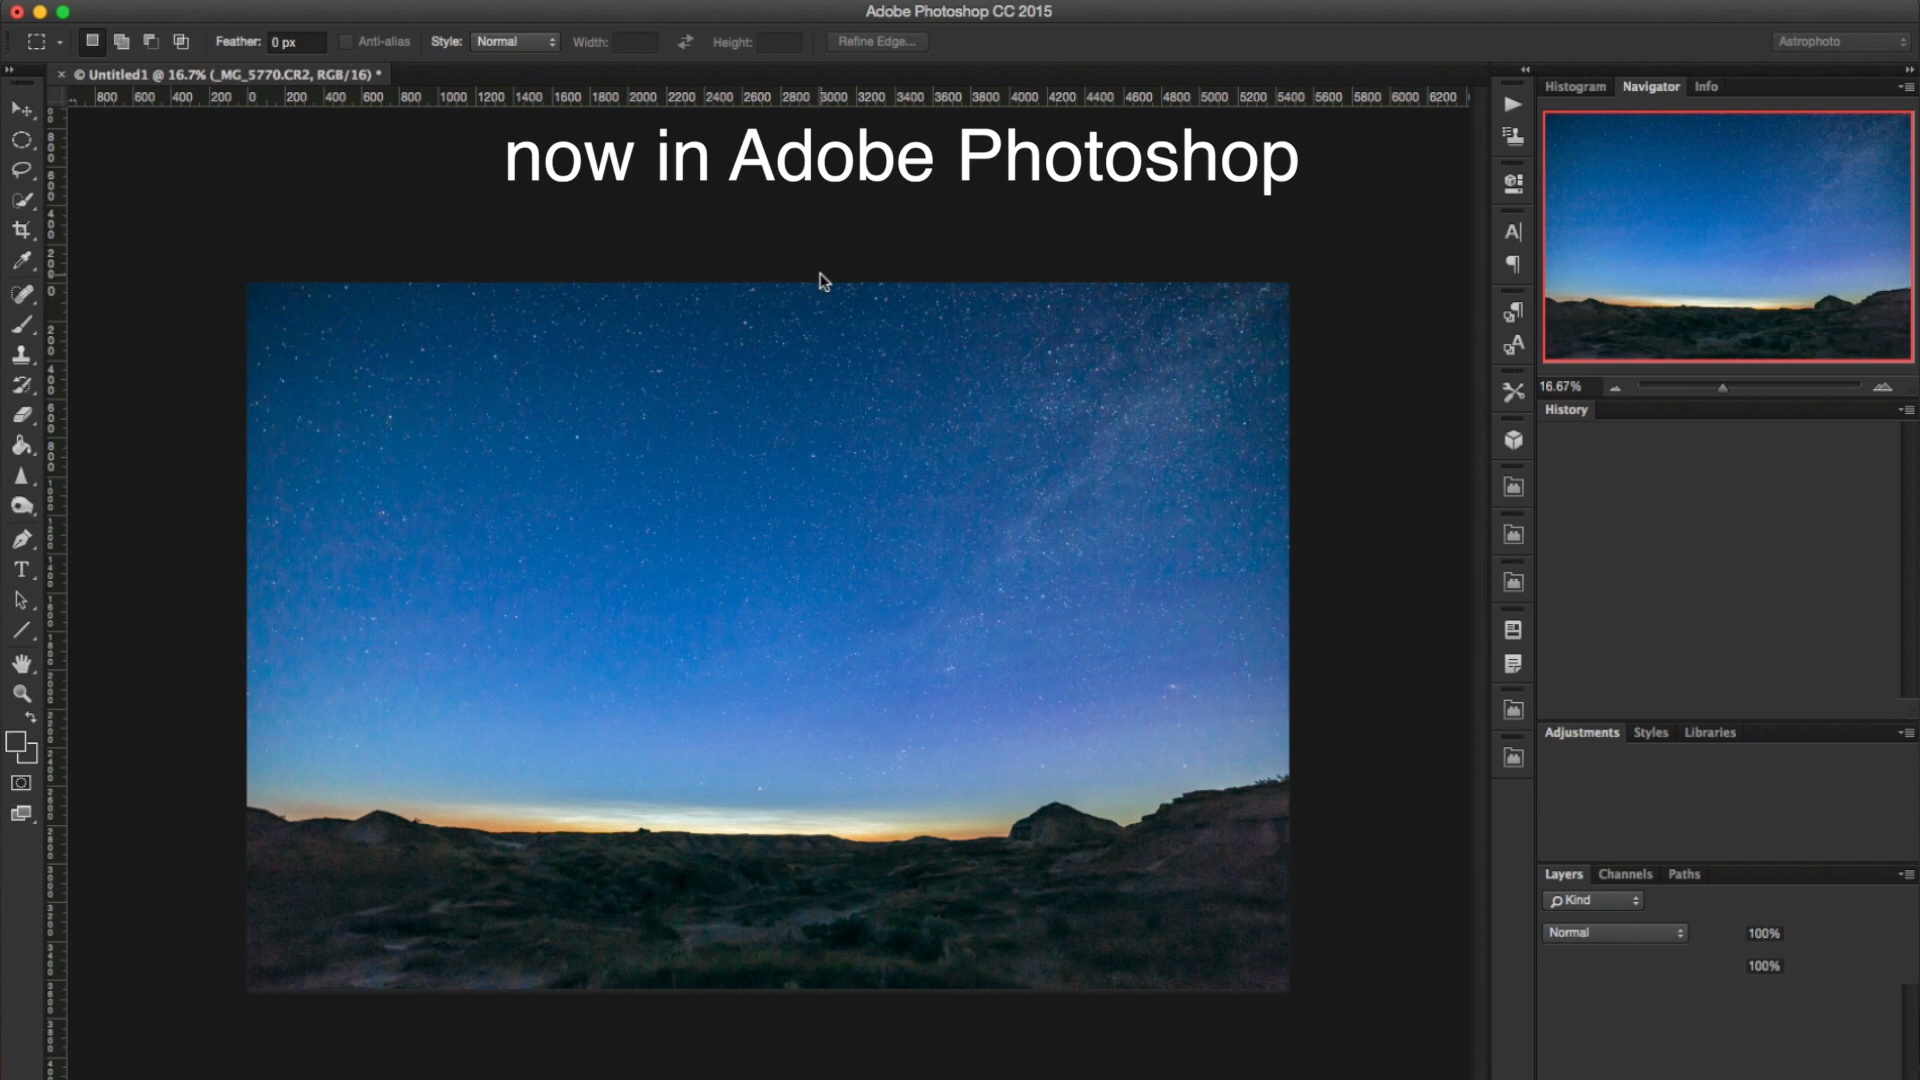 Adobe Photoshop CC 2015
Feather: 0 px Anti-alias Style: Normal Width: Height: Refine Edge... Astrophoto
× © Untitled1 @ 16.7% (_MG_5770.CR2, RGB/16) *
800 600 400 200 0 200 400 600 800 1000 1200 1400 1600 1800 2000 2200 2400 2600 2800 3000 3200 3400 3600 3800 4000 4200 4400 4600 4800 5000 5200 5400 5600 5800 6000 6200
Histogram Navigator Info
now in Adobe Photoshop
16.67%
History
Adjustments Styles Libraries
Layers Channels Paths
Kind
Normal 100%
100%